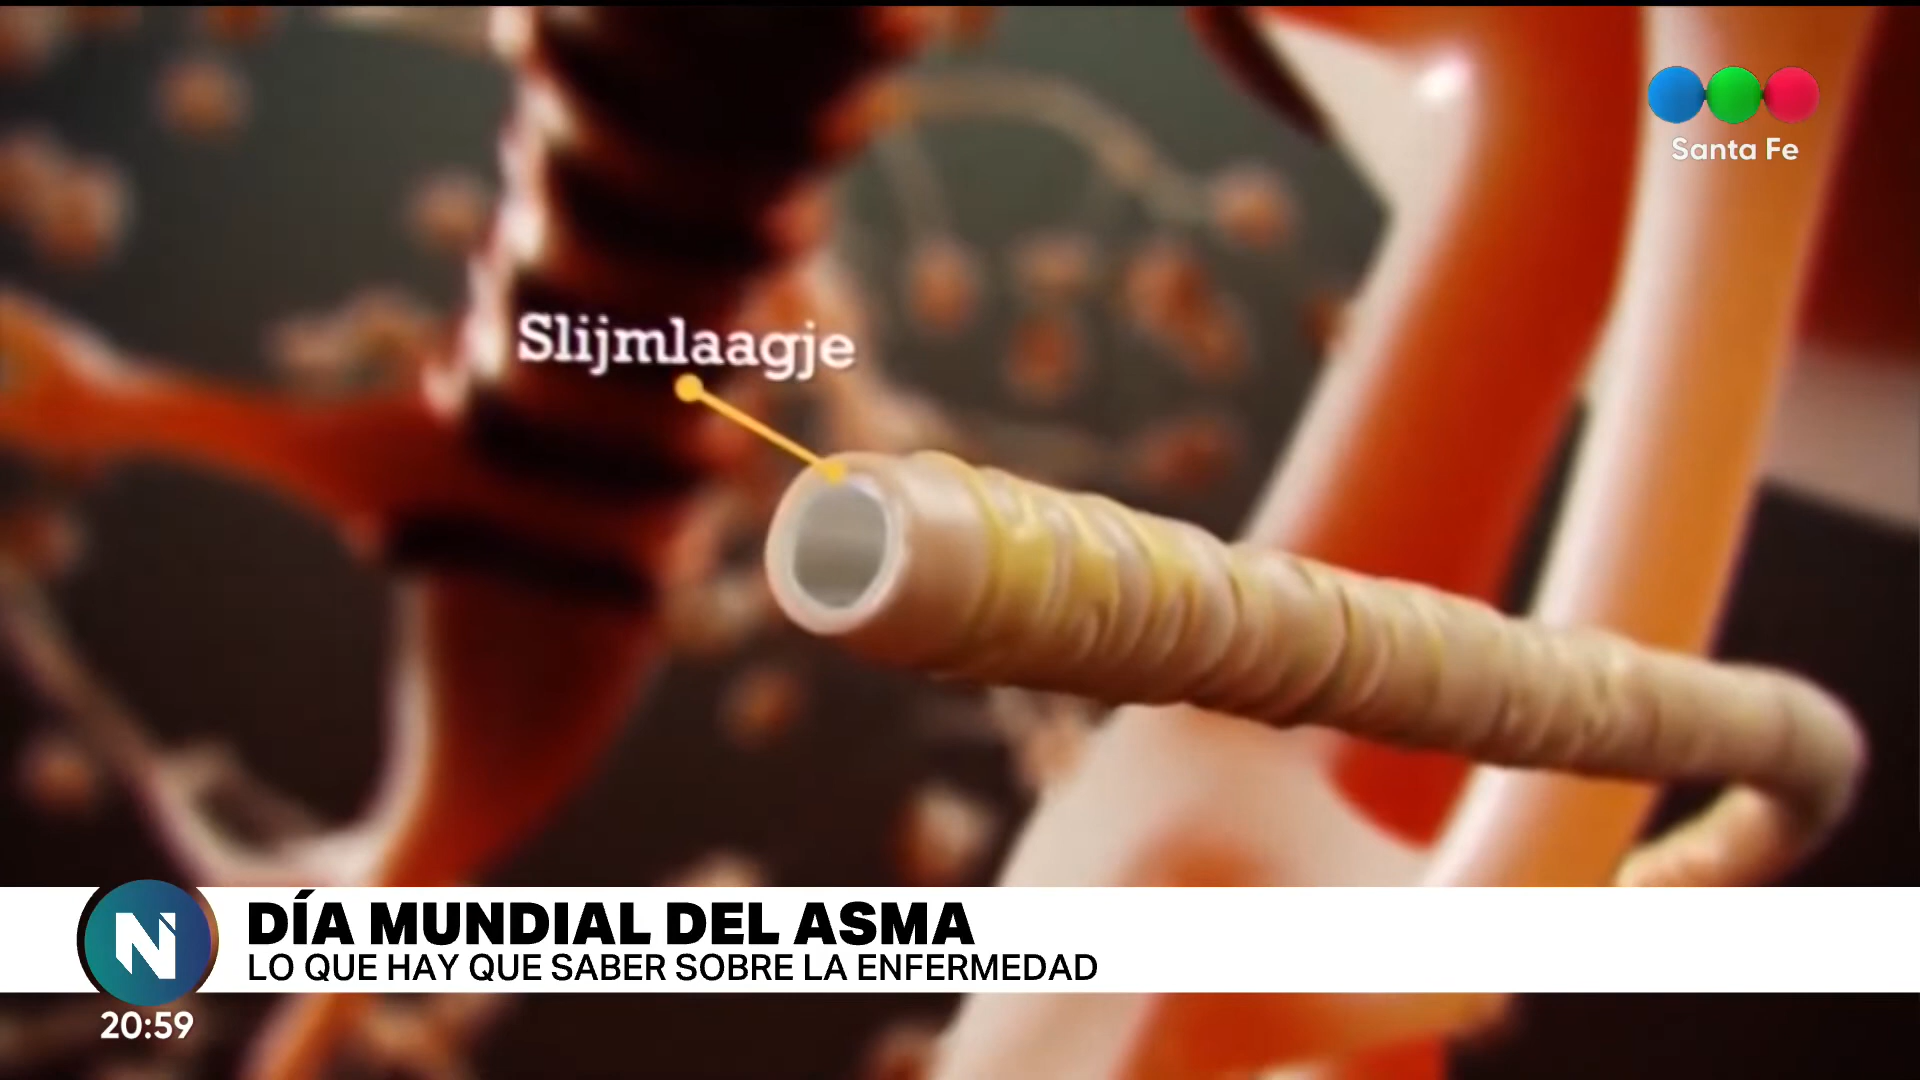 Santa Fe
Slijmlaagje
N
DÍA MUNDIAL DEL ASMA
LO QUE HAY QUE SABER SOBRE LA ENFERMEDAD
20:59